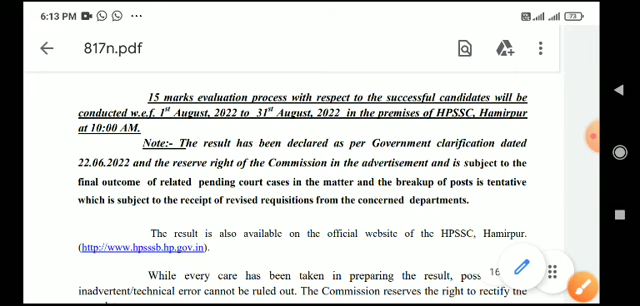 6:13 PM ...
73
817n.pdf
15 marks evaluation process with respect to the successful candidates will be
conducted w.e.f. 1st August, 2022 to 31st August, 2022 in the premises of HPSSC, Hamirpur
at 10:00 AM.
Note:- The result has been declared as per Government clarification dated
22.06.2022 and the reserve right of the Commission in the advertisement and is subject to the
final outcome of related pending court cases in the matter and the breakup of posts is tentative
which is subject to the receipt of revised requisitions from the concerned departments.
The result is also available on the official website of the HPSSC, Hamirpur.
(http://www.hpsssb.hp.gov.in).
While every care has been taken in preparing the result, poss
16
inadvertent/technical error cannot be ruled out. The Commission reserves the right to rectify the